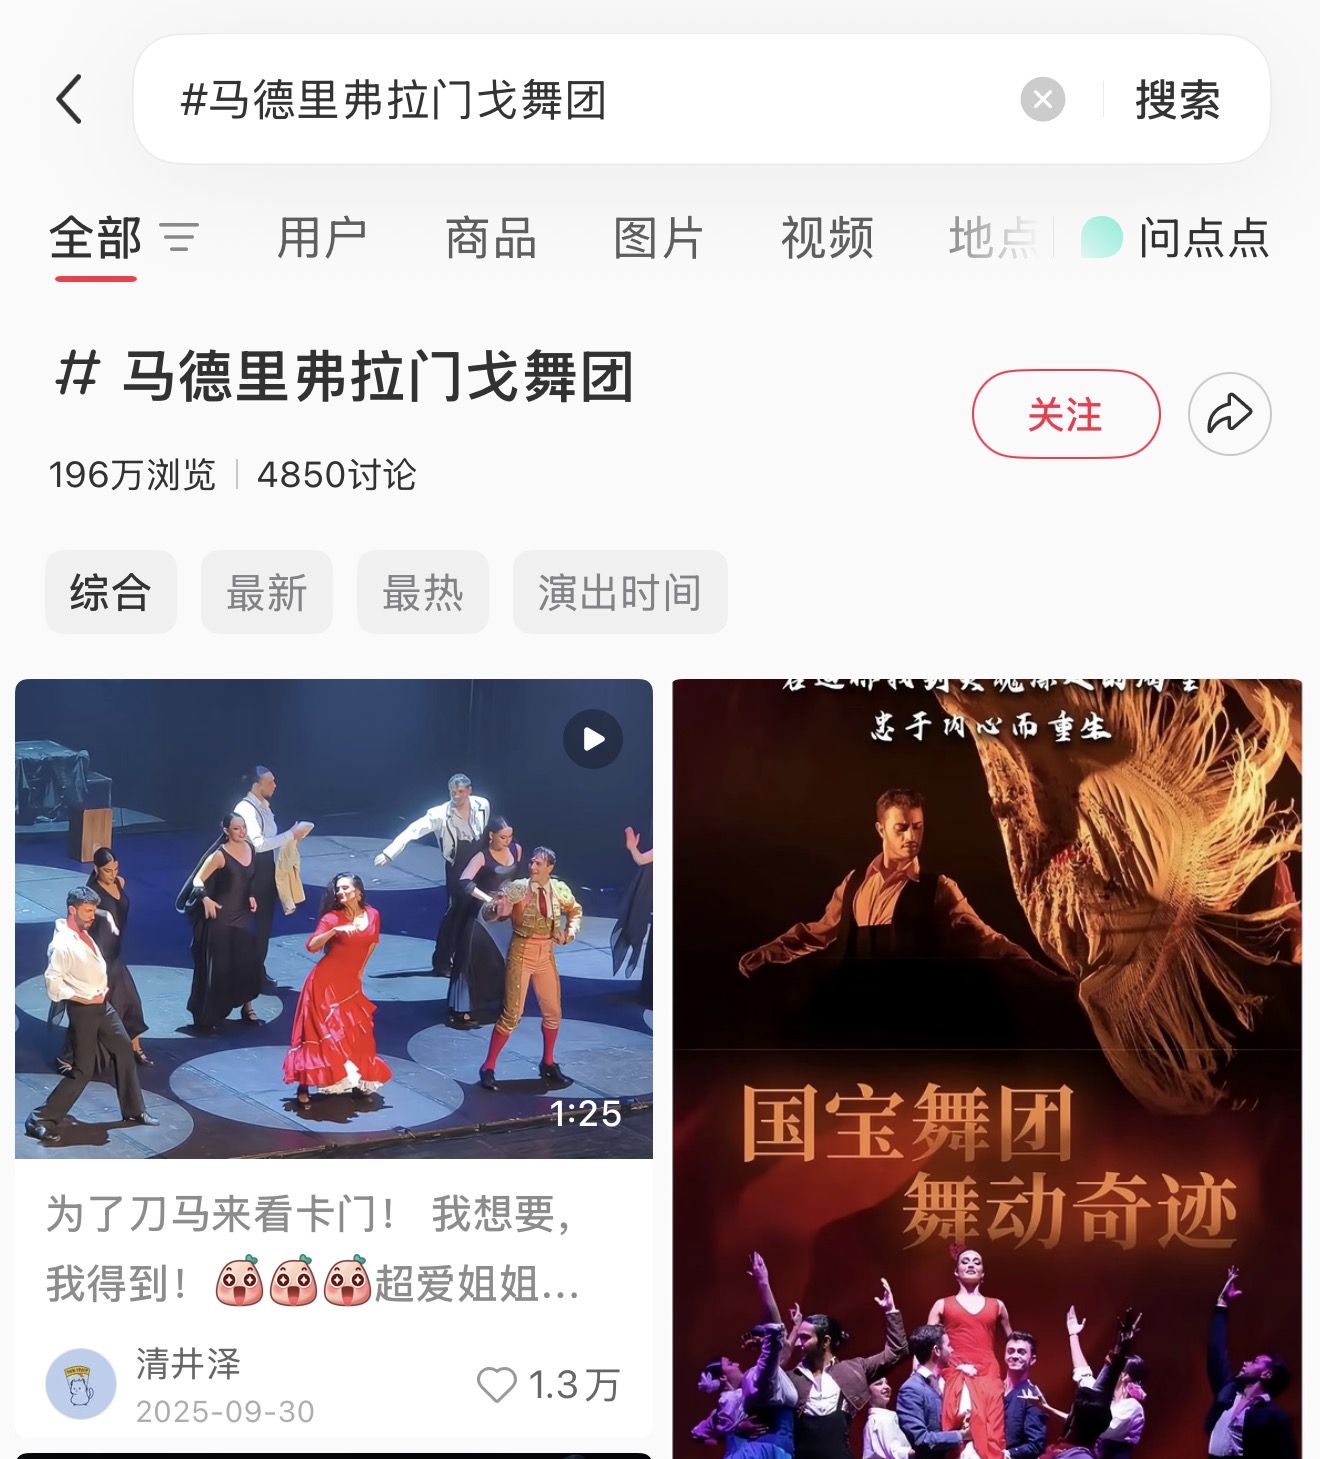 #马德里弗拉门戈舞团
搜索
全部
用户
商品
图片
视频
地点
问点点
# 马德里弗拉门戈舞团
关注
196万浏览
4850讨论
综合
最新
最热
演出时间
1:25
为了刀马来看卡门！ 我想要，
我得到！超爱姐姐...
清井泽
2025-09-30
1.3万
忠于内心而重生
国宝舞团
舞动奇迹